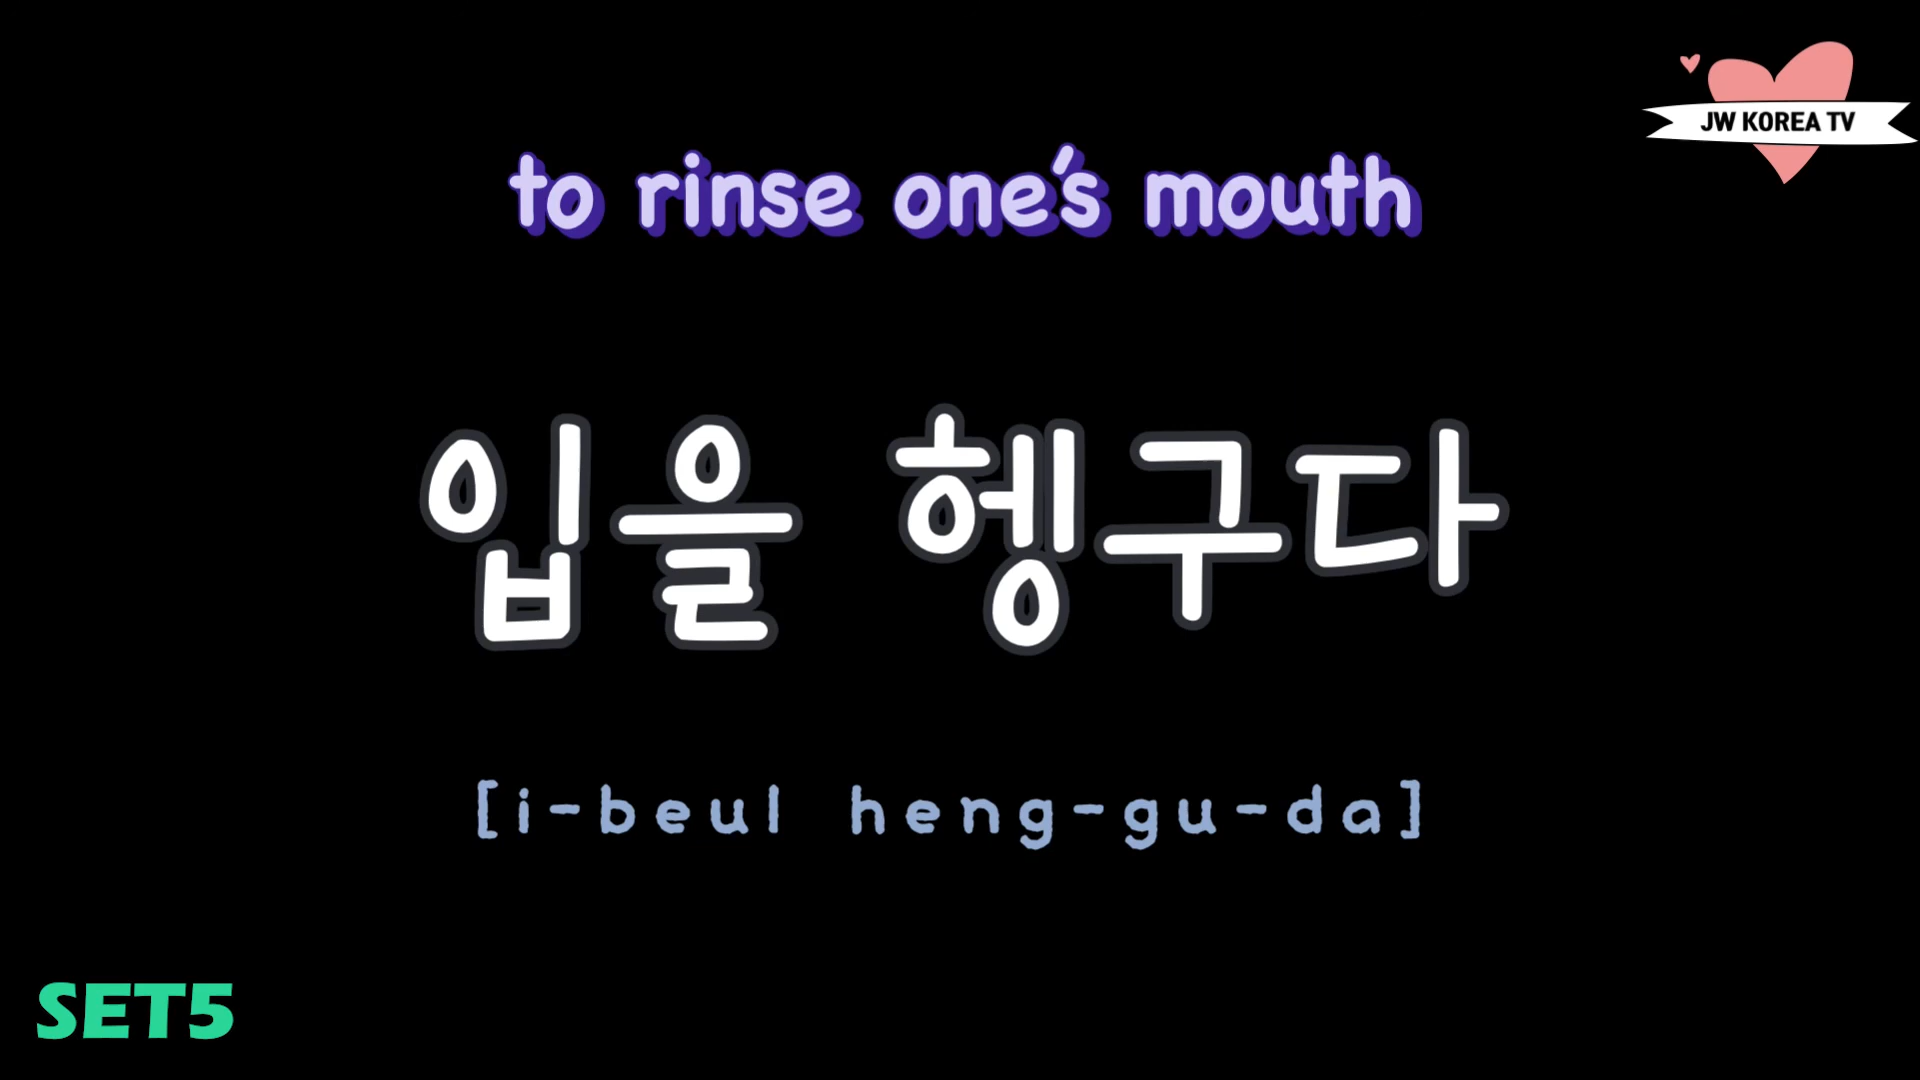 JW KOREA TV
to rinse one's mouth
입을 헹구다
[i-beul heng-gu-da]
SET5